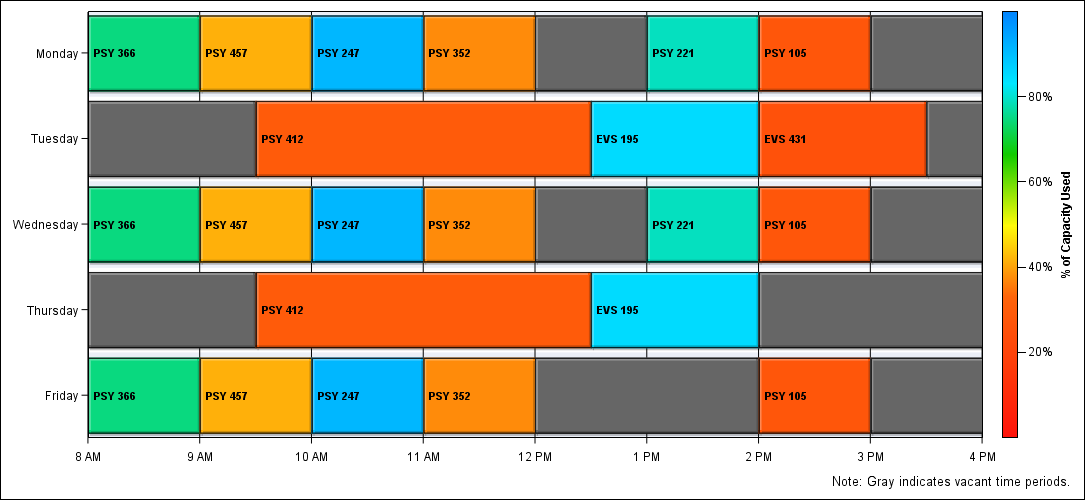 Monday PSY 366 PSY 457 PSY 247 PSY 352 PSY 221 PSY 105
Tuesday PSY 412 EVS 195 EVS 431
Wednesday PSY 366 PSY 457 PSY 247 PSY 352 PSY 221 PSY 105
Thursday PSY 412 EVS 195
Friday PSY 366 PSY 457 PSY 247 PSY 352 PSY 105
8 AM 9 AM 10 AM 11 AM 12 PM 1 PM 2 PM 3 PM 4 PM
80%
60%
40%
20%
% of Capacity Used
Note: Gray indicates vacant time periods.